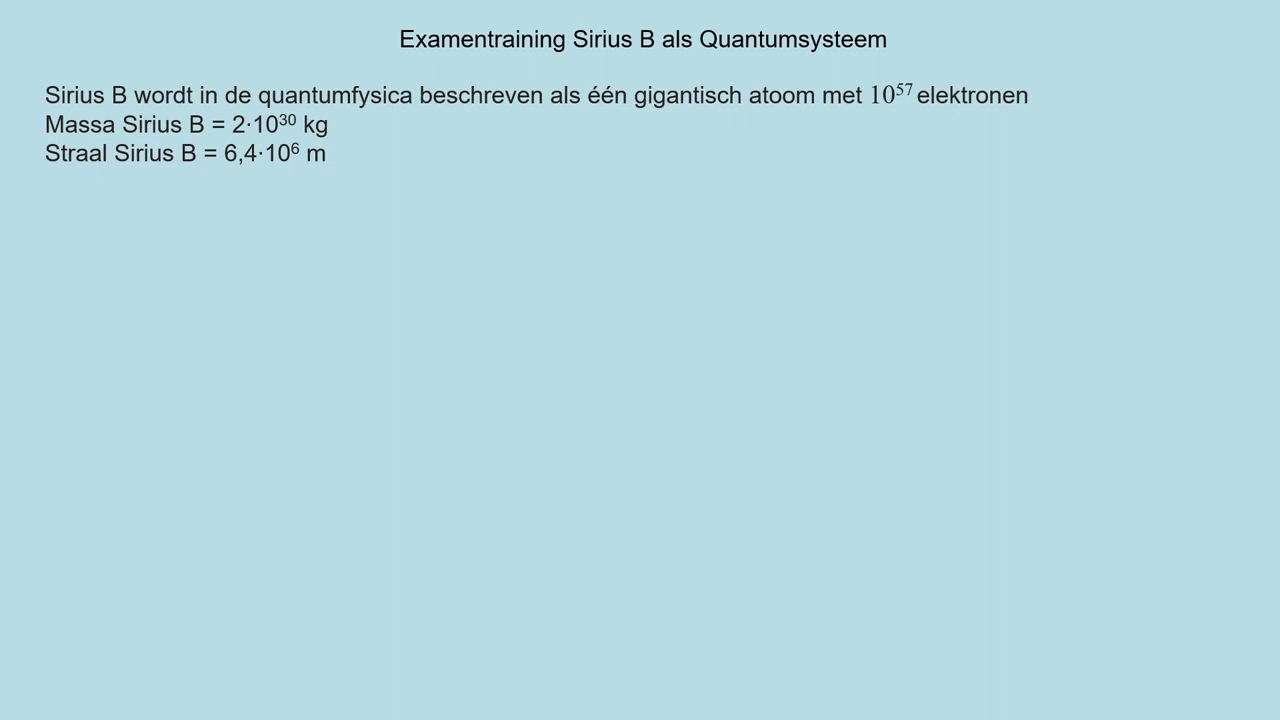 Examentraining Sirius B als Quantumsysteem
Sirius B wordt in de quantumfysica beschreven als één gigantisch atoom met 10⁵⁷ elektronen
Massa Sirius B = 2·10³⁰ kg
Straal Sirius B = 6,4·10⁶ m